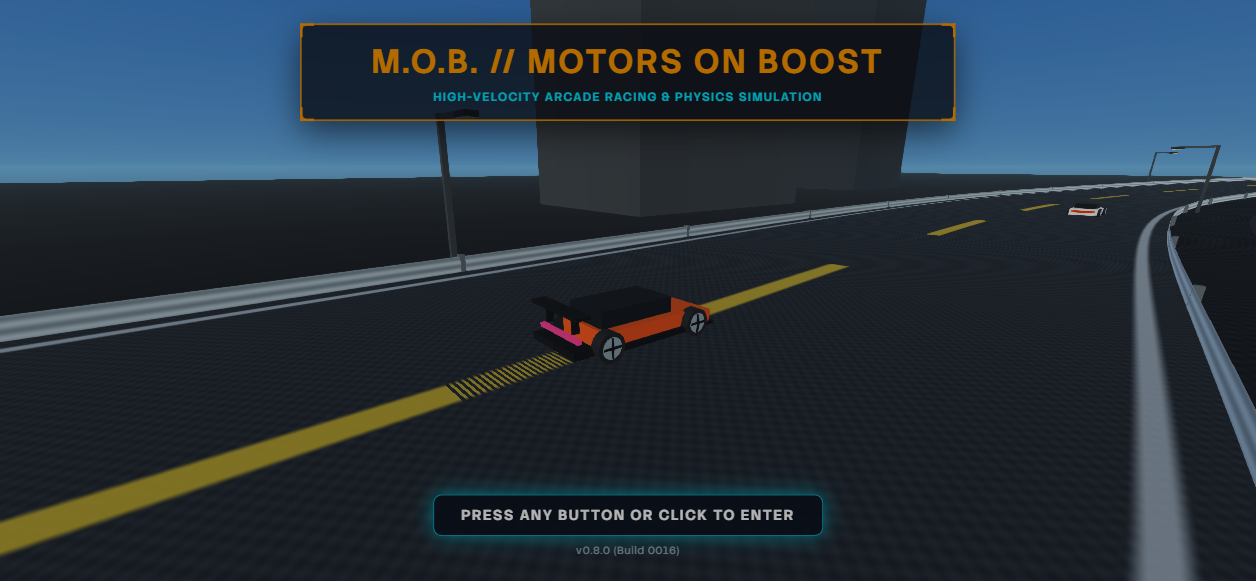 M.O.B. // MOTORS ON BOOST
HIGH-VELOCITY ARCADE RACING & PHYSICS SIMULATION
PRESS ANY BUTTON OR CLICK TO ENTER
v0.8.0 (Build 0016)